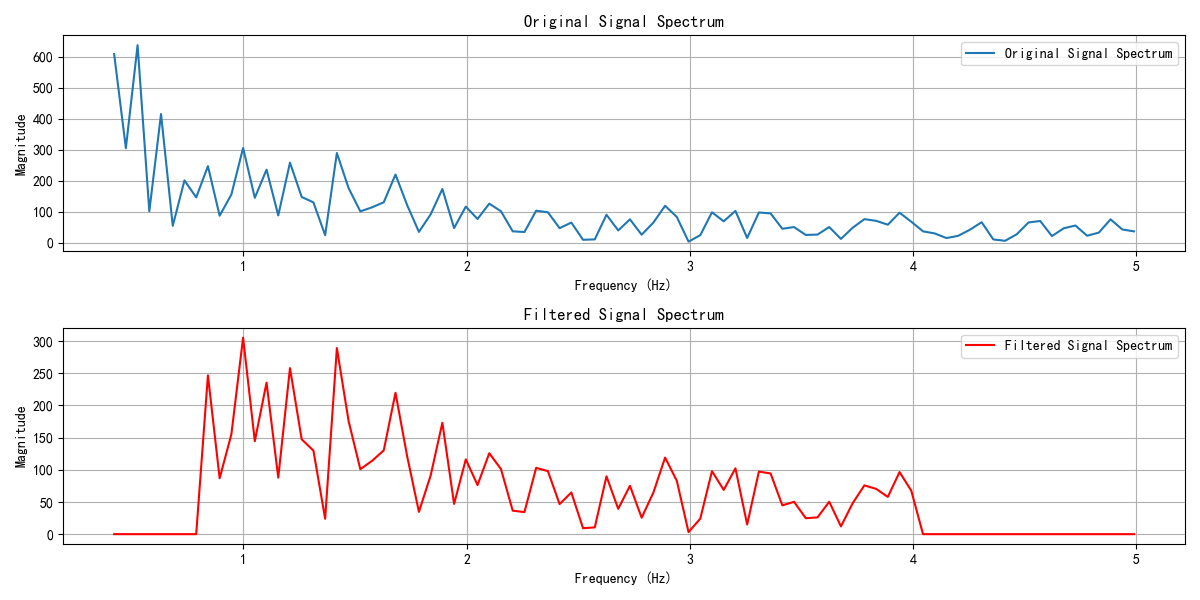 Original Signal Spectrum
Original Signal Spectrum
Magnitude
600
500
400
300
200
100
0
1 2 3 4 5
Frequency (Hz)
Filtered Signal Spectrum
Filtered Signal Spectrum
Magnitude
300
250
200
150
100
50
0
1 2 3 4 5
Frequency (Hz)